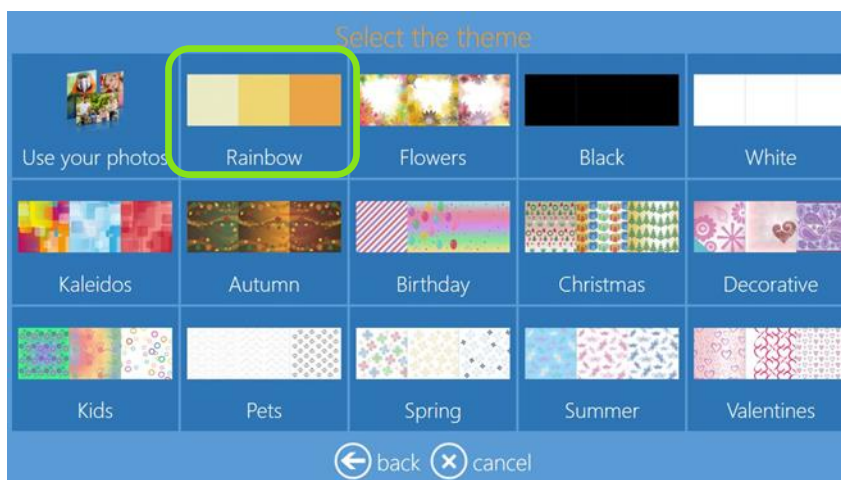 Select the theme
Use your photos
Rainbow
Flowers
Black
White
Kaleidos
Autumn
Birthday
Christmas
Decorative
Kids
Pets
Spring
Summer
Valentines
back
cancel